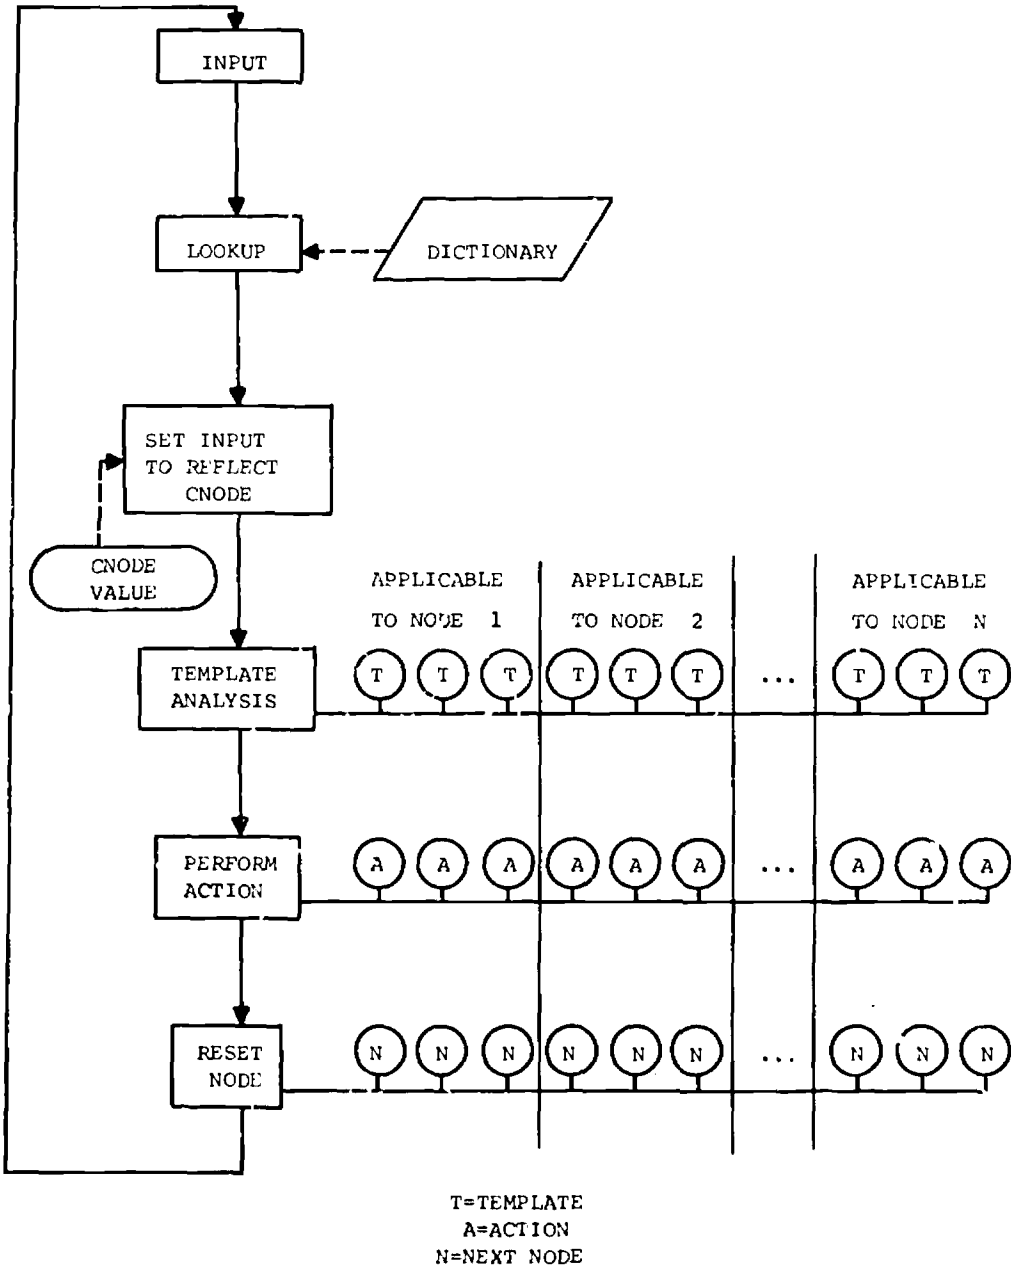 INPUT
LOOKUP
DICTIONARY
SET INPUT
TO REFLECT
CNODE
CNODE
VALUE
APPLICABLE
TO NODE 1
APPLICABLE
TO NODE 2
APPLICABLE
TO NODE N
TEMPLATE
ANALYSIS
T T T T T T ... T T T
PERFORM
ACTION
A A A A A A ... A A A
RESET
NODE
N N N N N N ... N N N
T=TEMPLATE
A=ACTION
N=NEXT NODE